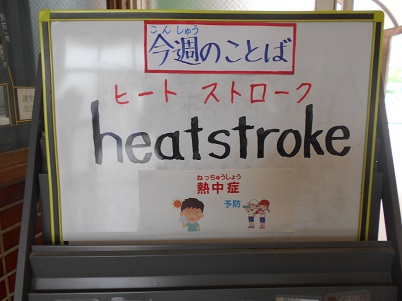 こんしゅう
今週のことば
ヒート ストローク
heatstroke
ねっちゅうしょう
熱中症
予防